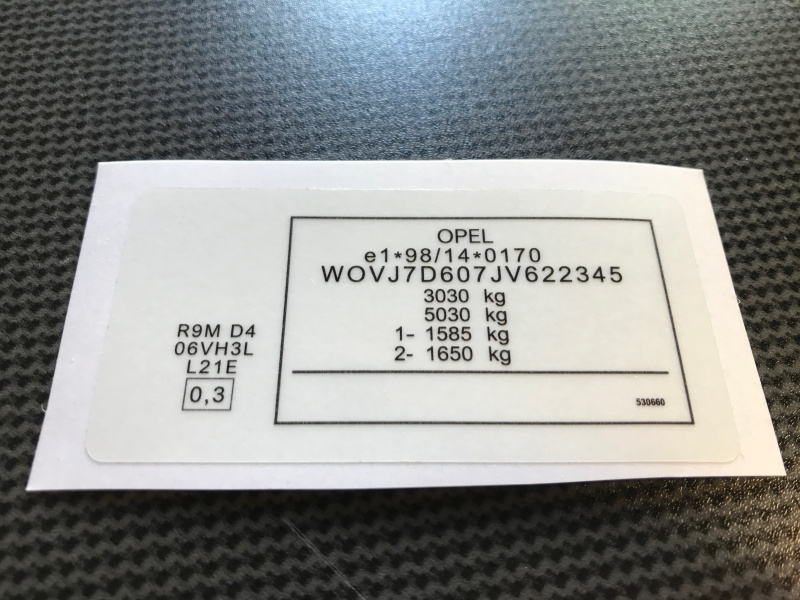 OPEL
e1*98/14*0170
WOVJ7D607JV622345
3030 kg
5030 kg
1- 1585 kg
2- 1650 kg
R9M D4
06VH3L
L21E
0,3
530660